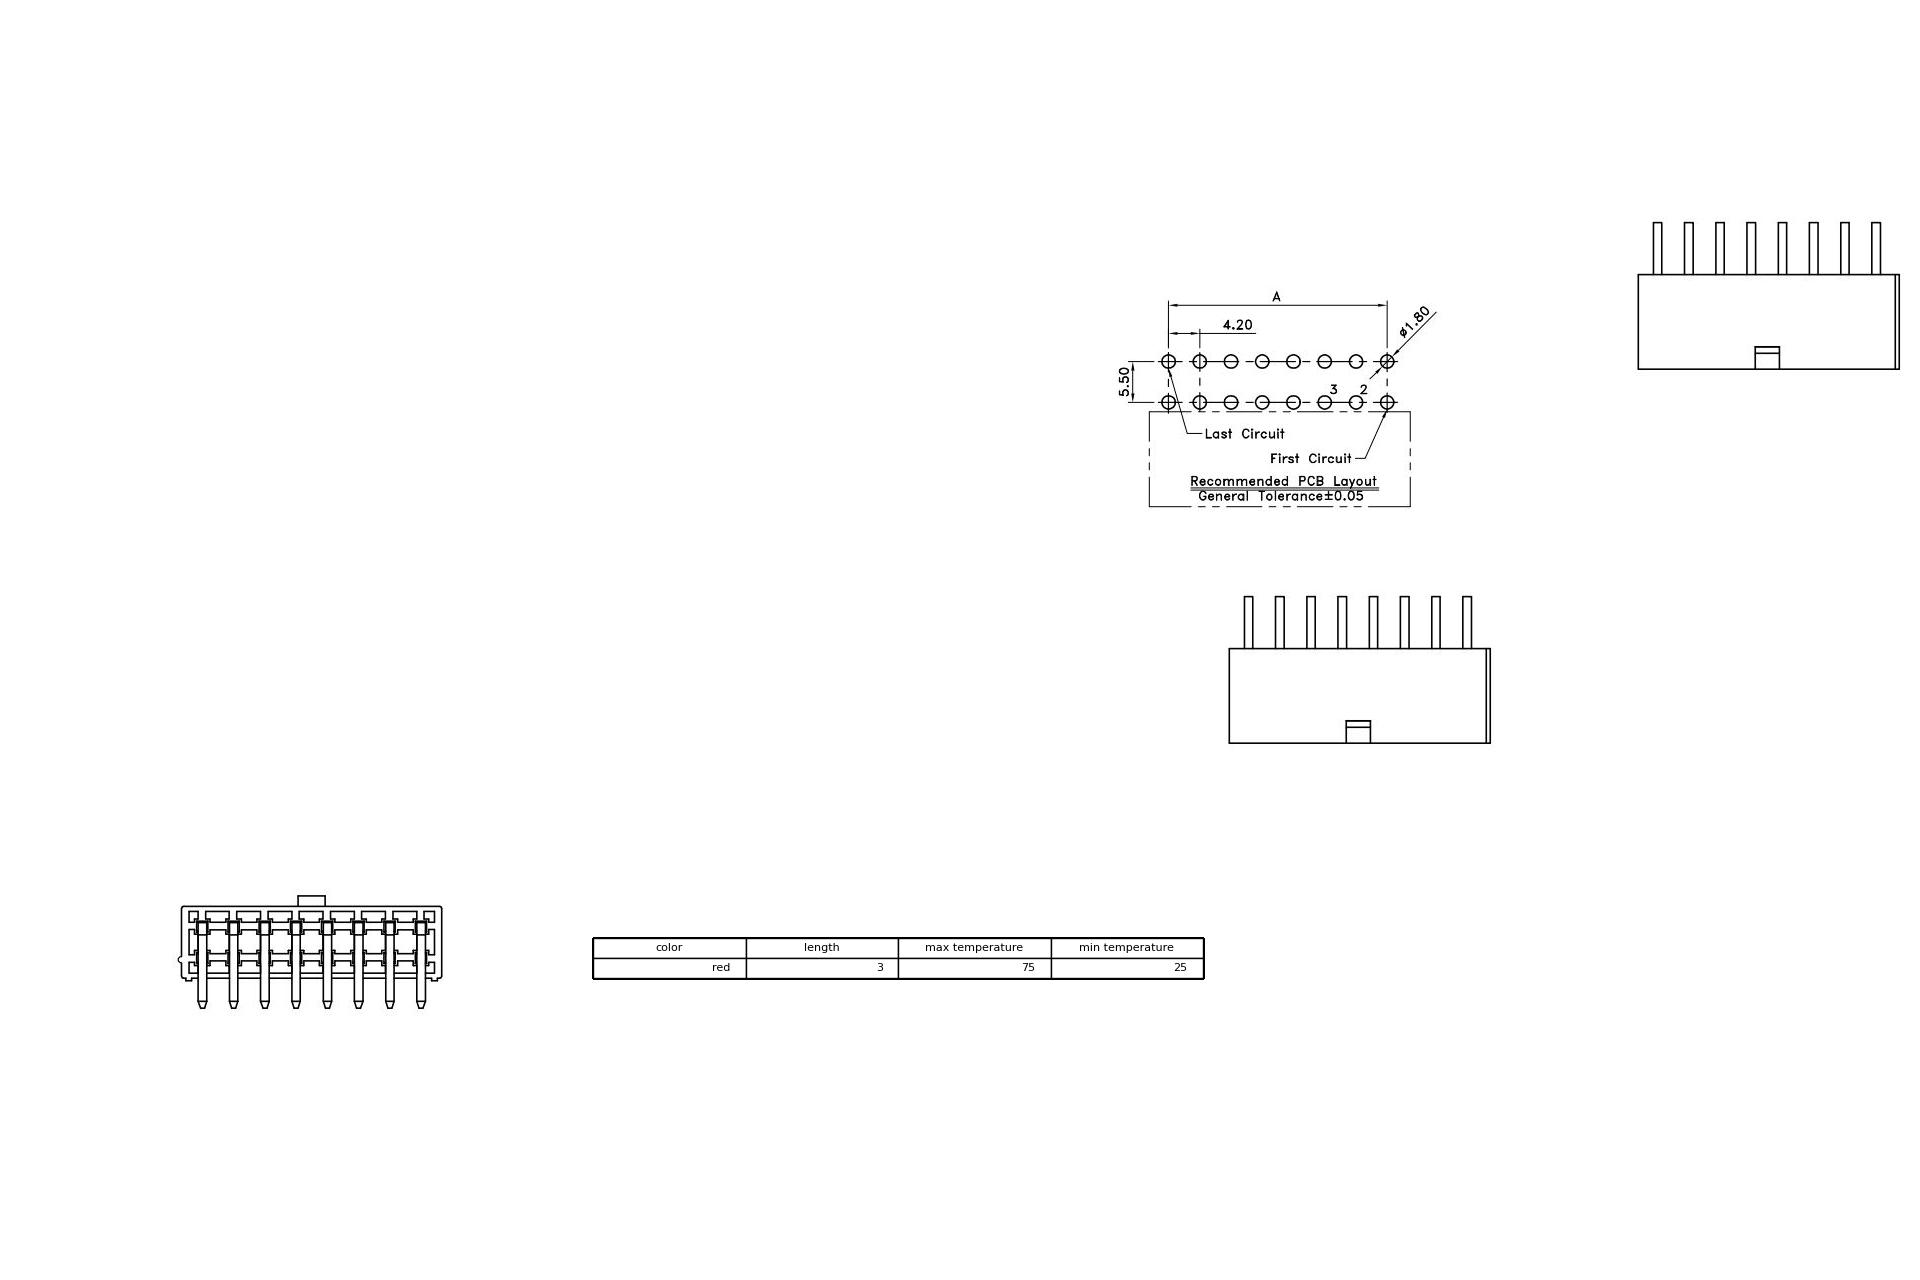 A
4.20
ø1.80
5.50
3 2
Last Circuit
First Circuit
Recommended PCB Layout
General Tolerance±0.05
color length max temperature min temperature
red 3 75 25